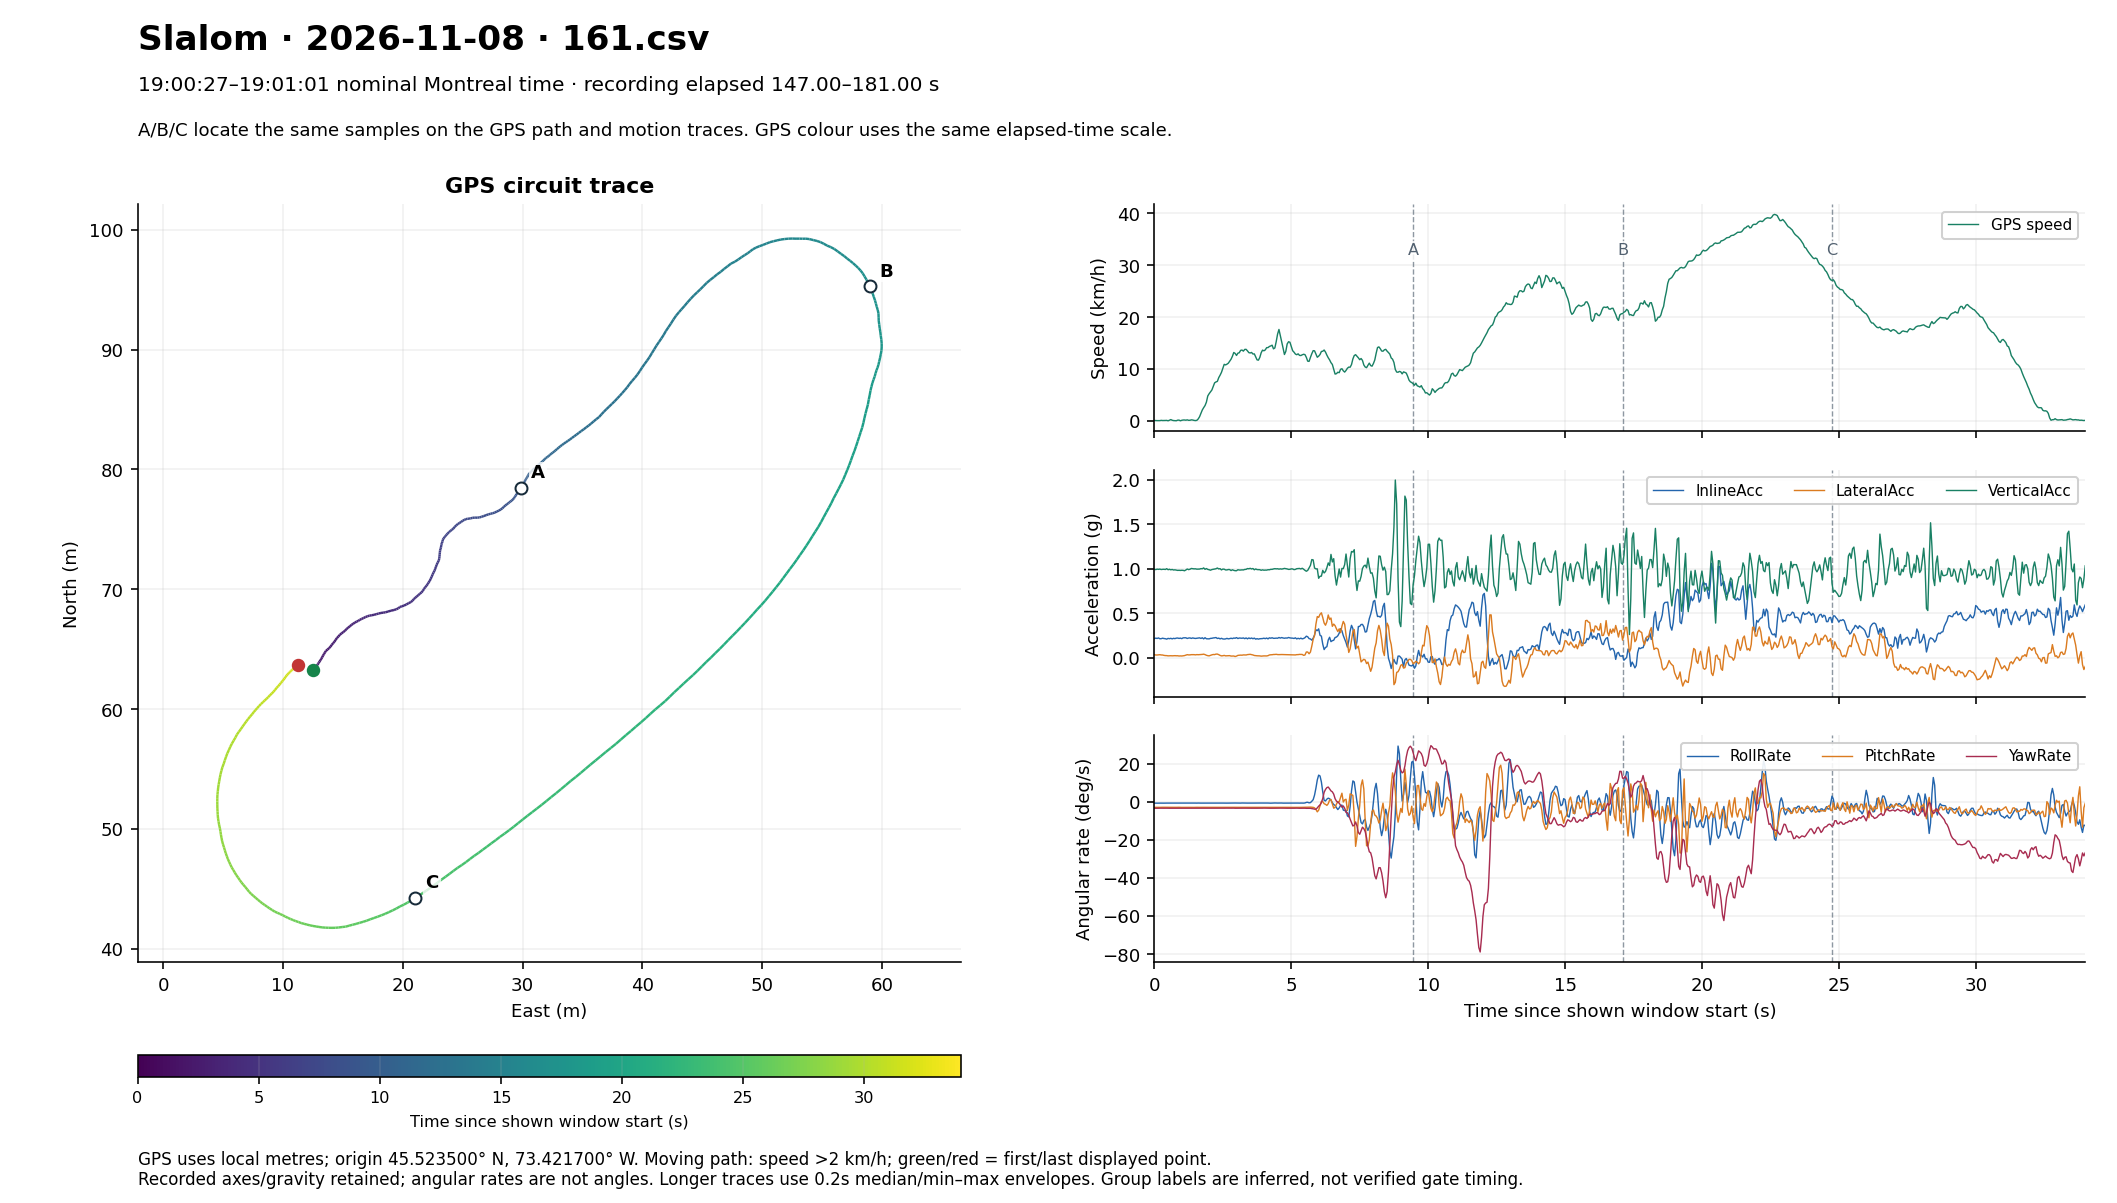 Slalom · 2026-11-08 · 161.csv
19:00:27–19:01:01 nominal Montreal time · recording elapsed 147.00–181.00 s
A/B/C locate the same samples on the GPS path and motion traces. GPS colour uses the same elapsed-time scale.
GPS circuit trace
North (m)
100
90
80
70
60
50
40
A
B
C
0 10 20 30 40 50 60
East (m)
0 5 10 15 20 25 30
Time since shown window start (s)
Speed (km/h)
40
30
20
10
0
A B C
GPS speed
Acceleration (g)
2.0
1.5
1.0
0.5
0.0
InlineAcc LateralAcc VerticalAcc
Angular rate (deg/s)
20
0
−20
−40
−60
−80
RollRate PitchRate YawRate
0 5 10 15 20 25 30
Time since shown window start (s)
GPS uses local metres; origin 45.523500° N, 73.421700° W. Moving path: speed >2 km/h; green/red = first/last displayed point.
Recorded axes/gravity retained; angular rates are not angles. Longer traces use 0.2s median/min–max envelopes. Group labels are inferred, not verified gate timing.